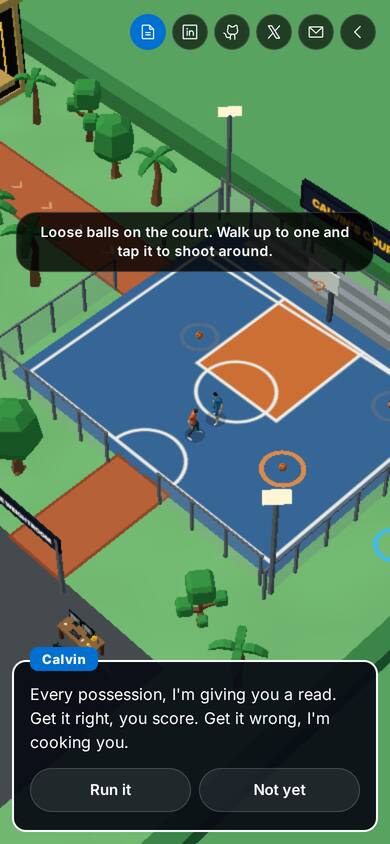 Loose balls on the court. Walk up to one and
tap it to shoot around.
Calvin
Every possession, I'm giving you a read.
Get it right, you score. Get it wrong, I'm
cooking you.
Run it
Not yet